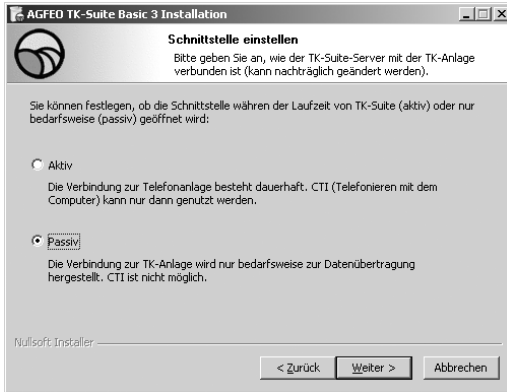 AGFEO TK-Suite Basic 3 Installation
Schnittstelle einstellen
Bitte geben Sie an, wie der TK-Suite-Server mit der TK-Anlage
verbunden ist (kann nachträglich geändert werden).
Sie können festlegen, ob die Schnittstelle während der Laufzeit von TK-Suite (aktiv) oder nur
bedarfsweise (passiv) geöffnet wird:
Aktiv
Die Verbindung zur Telefonanlage besteht dauerhaft. CTI (Telefonieren mit dem
Computer) kann nur dann genutzt werden.
Passiv
Die Verbindung zur TK-Anlage wird nur bedarfsweise zur Datenübertragung
hergestellt. CTI ist nicht möglich.
Nullsoft Installer
< Zurück Weiter > Abbrechen